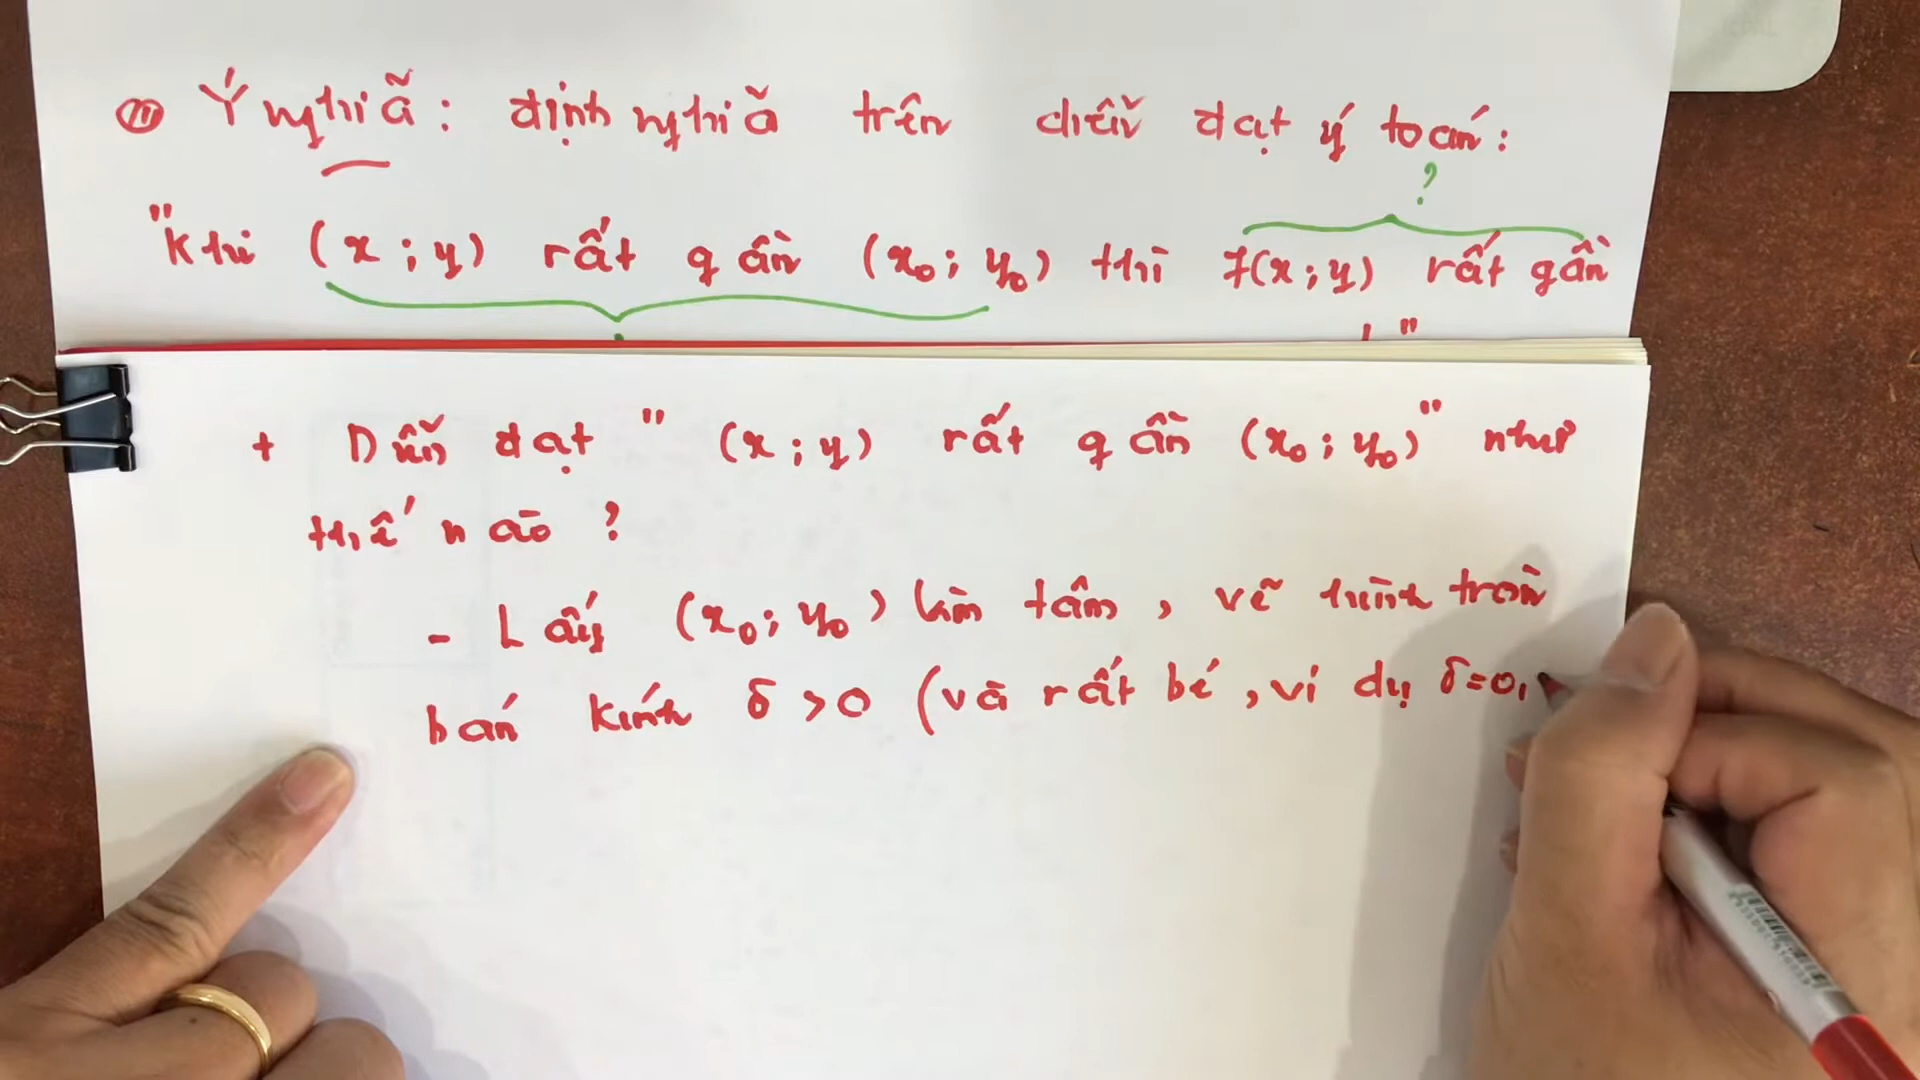 (11) Ý nghĩa: định nghĩa trên diễn đạt ý toán:
?
"Khi (x; y) rất gần (x₀; y₀) thì f(x; y) rất gần
"
+ Diễn đạt "(x; y) rất gần (x₀; y₀)" như
thế nào?
- Lấy (x₀; y₀) làm tâm, vẽ hình tròn
bán kính δ > 0 (và rất bé, ví dụ δ=0,